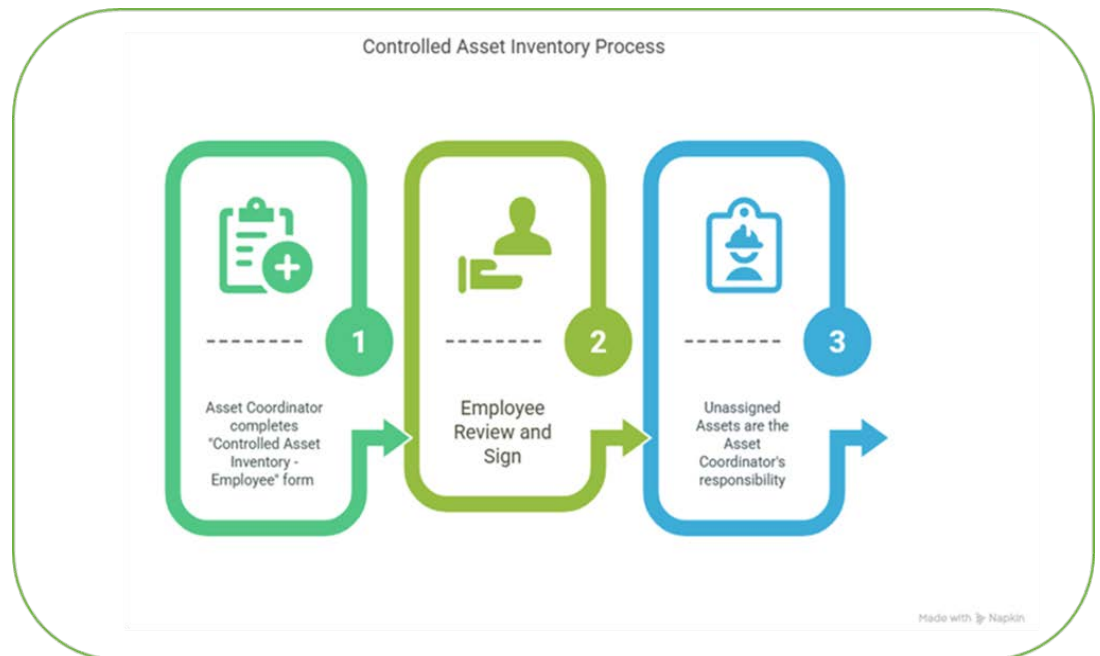 Controlled Asset Inventory Process
1
Asset Coordinator
completes
"Controlled Asset
Inventory -
Employee" form
2
Employee
Review and
Sign
3
Unassigned
Assets are the
Asset
Coordinator's
responsibility
Made with Napkin